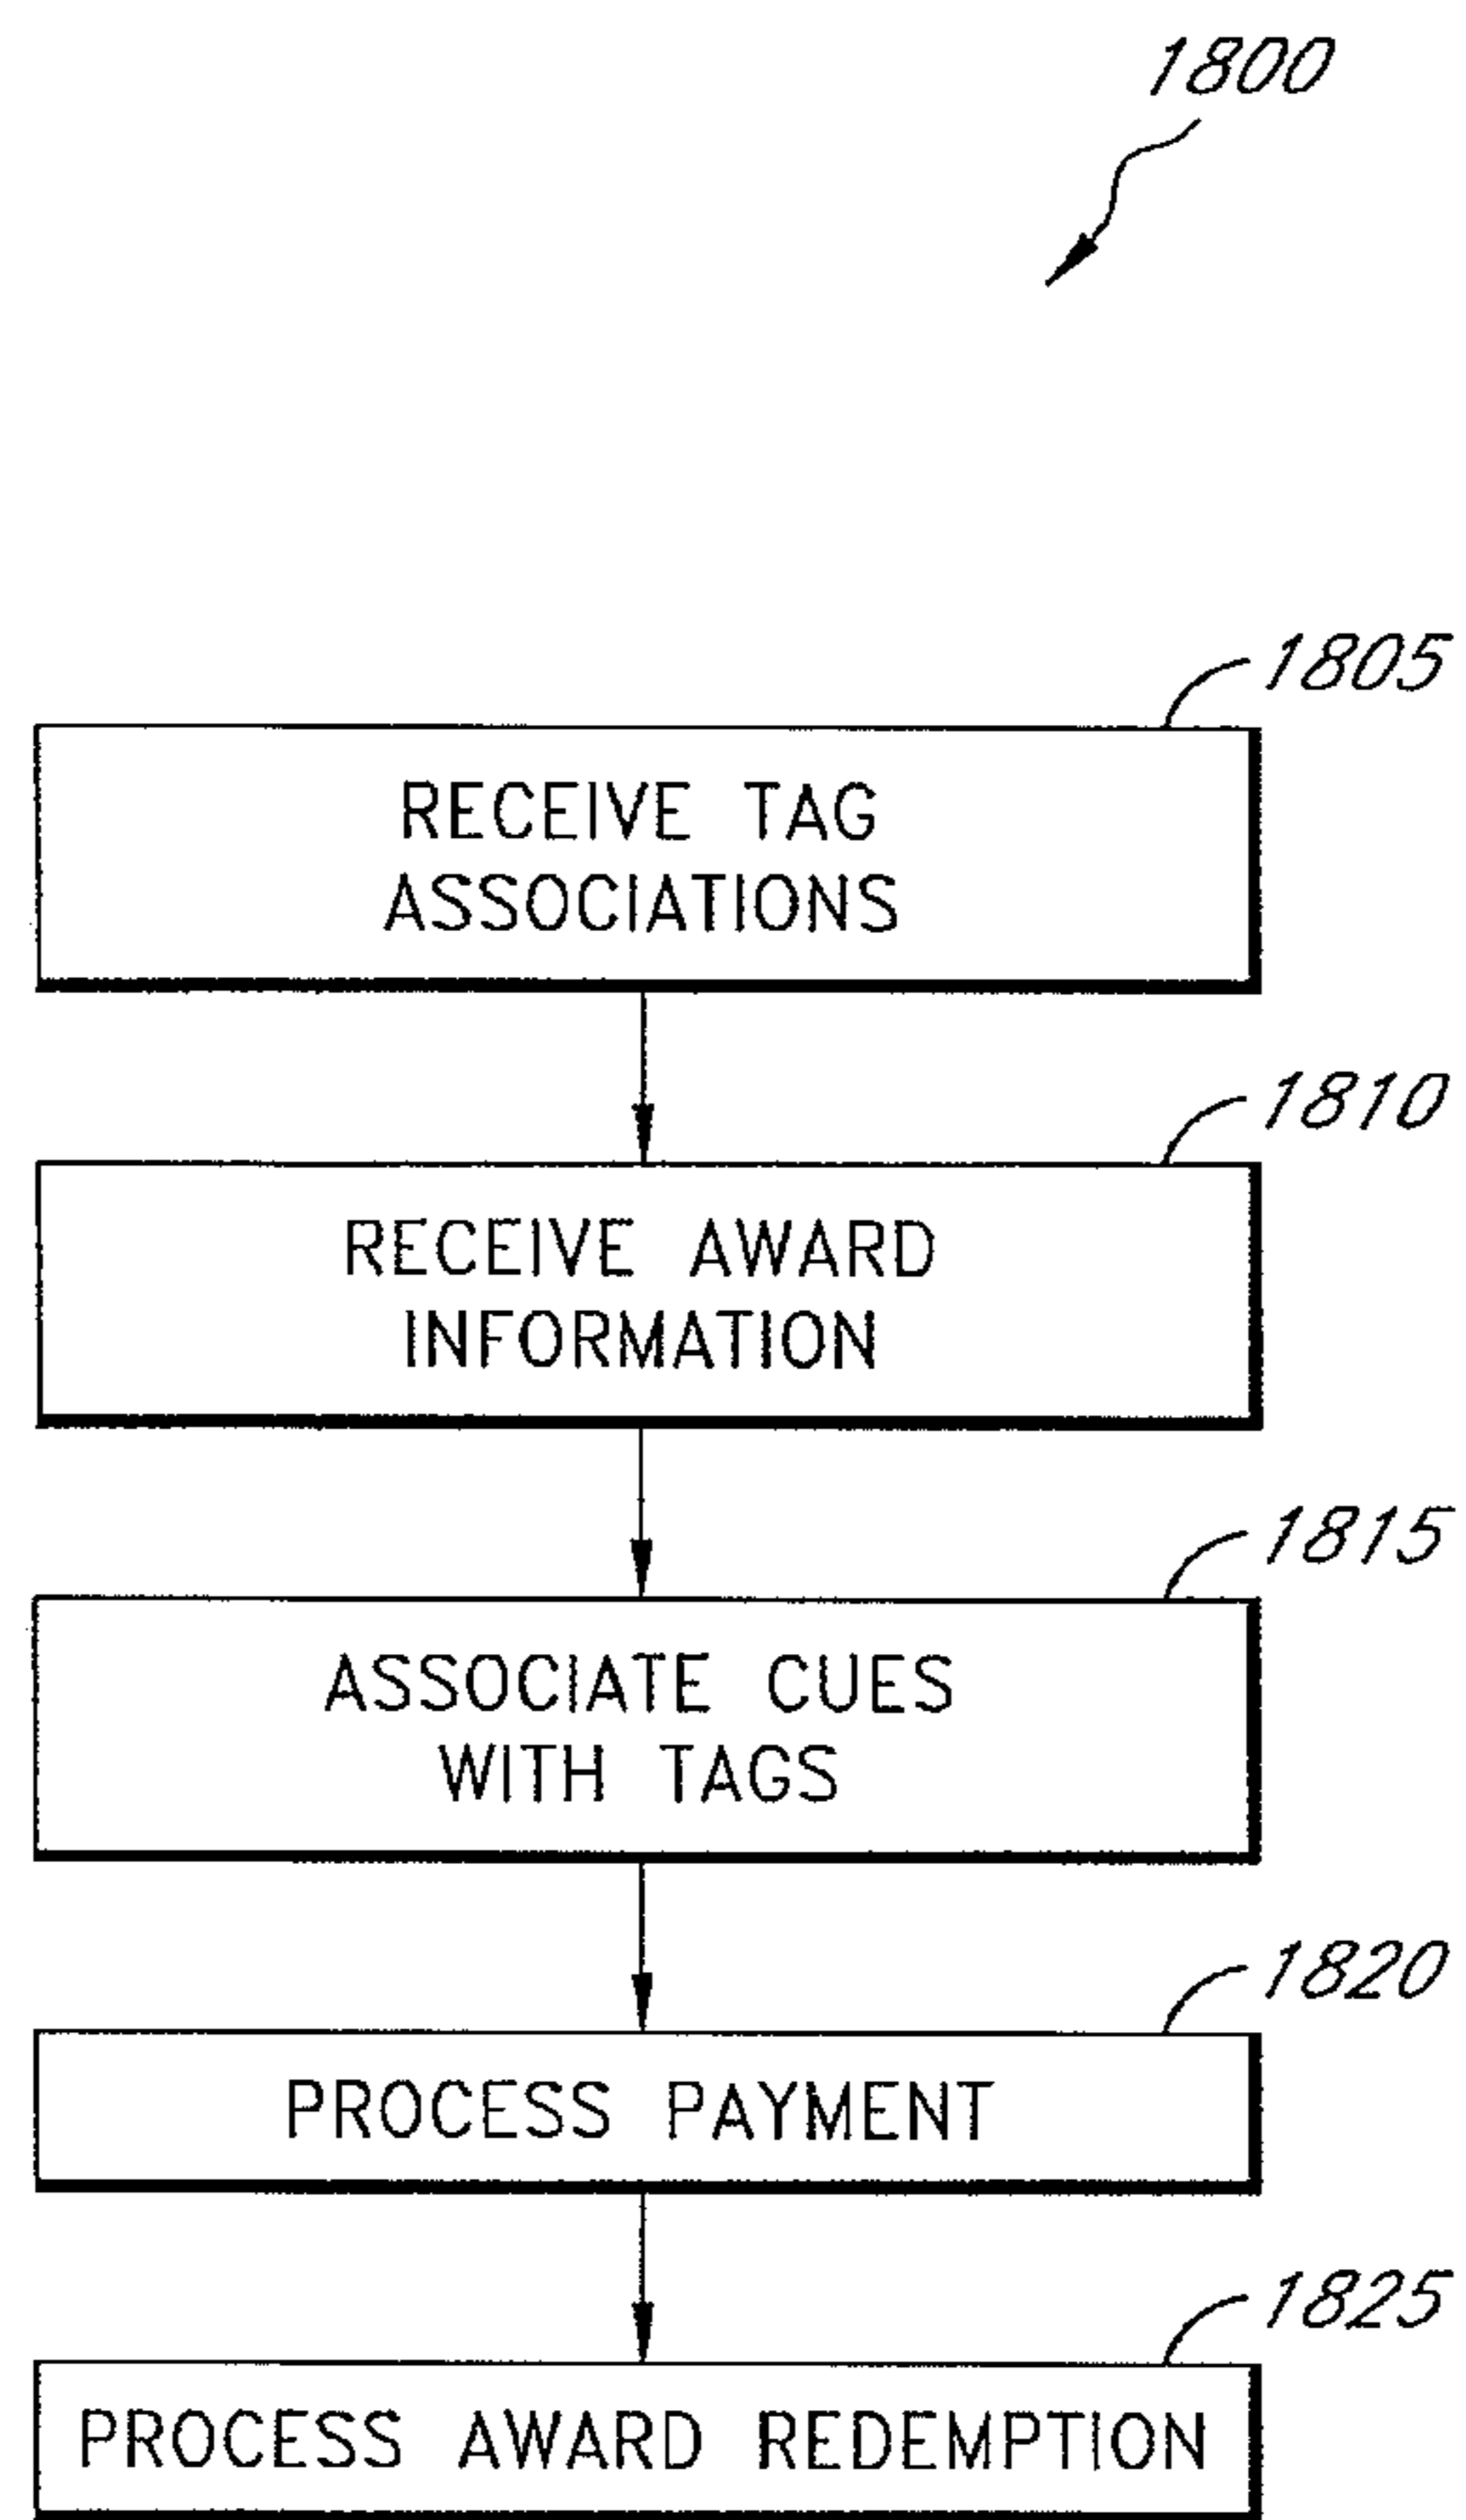 1800
1805
RECEIVE TAG
ASSOCIATIONS
1810
RECEIVE AWARD
INFORMATION
1815
ASSOCIATE CUES
WITH TAGS
1820
PROCESS PAYMENT
1825
PROCESS AWARD REDEMPTION